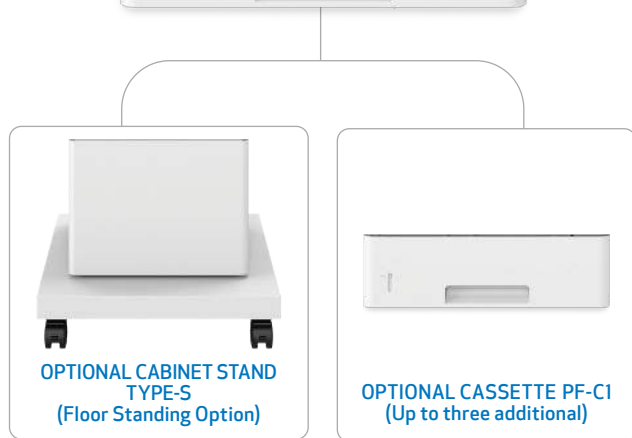 OPTIONAL CABINET STAND
TYPE-S
(Floor Standing Option)
OPTIONAL CASSETTE PF-C1
(Up to three additional)